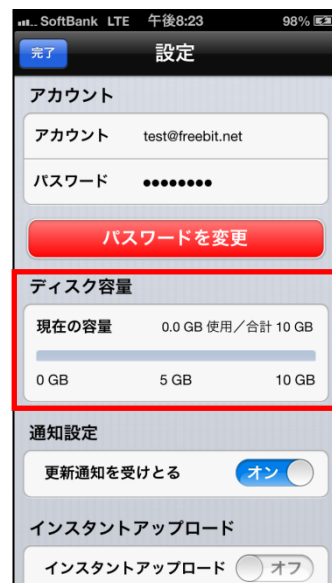 SoftBank LTE 午後8:23 98%
完了 設定
アカウント
アカウント test@freebit.net
パスワード ●●●●●●●●
パスワードを変更
ディスク容量
現在の容量 0.0 GB 使用／合計 10 GB
0 GB 5 GB 10 GB
通知設定
更新通知を受けとる オン
インスタントアップロード
インスタントアップロード オフ